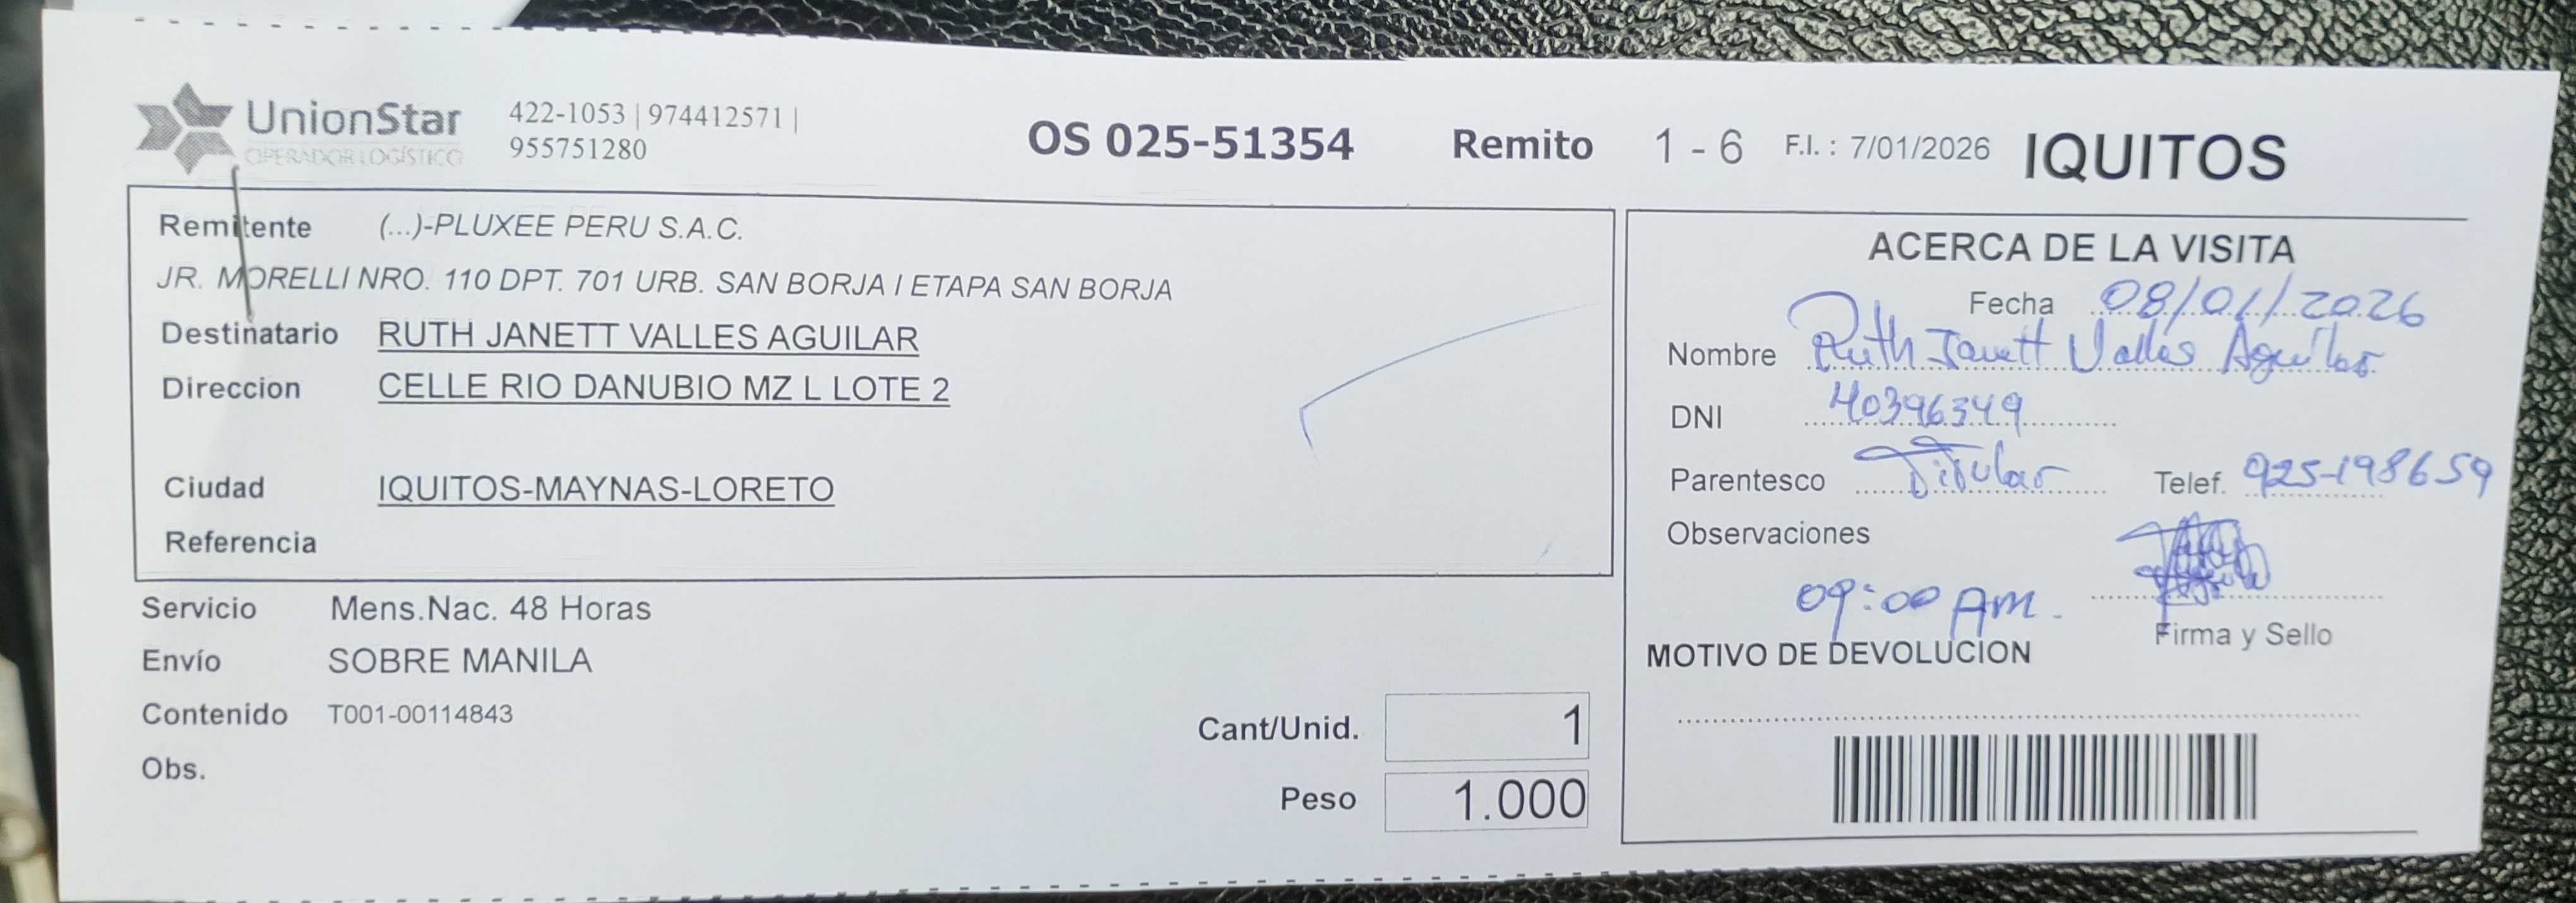 UnionStar
OPERADOR LOGÍSTICO
422-1053 | 974412571 |
955751280
OS 025-51354 Remito 1 - 6 F.I. : 7/01/2026 IQUITOS
Remitente (...)-PLUXEE PERU S.A.C.
JR. MORELLI NRO. 110 DPT. 701 URB. SAN BORJA I ETAPA SAN BORJA
Destinatario RUTH JANETT VALLES AGUILAR
Direccion CELLE RIO DANUBIO MZ L LOTE 2
Ciudad IQUITOS-MAYNAS-LORETO
Referencia
Servicio Mens.Nac. 48 Horas
Envío SOBRE MANILA
Contenido T001-00114843
Obs.
Cant/Unid. 1
Peso 1.000
ACERCA DE LA VISITA
Fecha 08/01/2026
Nombre Ruth Janett Valles Aguilar
DNI 40396349
Parentesco Titular Telef. 925-198659
Observaciones
09:00 Am.
Firma y Sello
MOTIVO DE DEVOLUCION